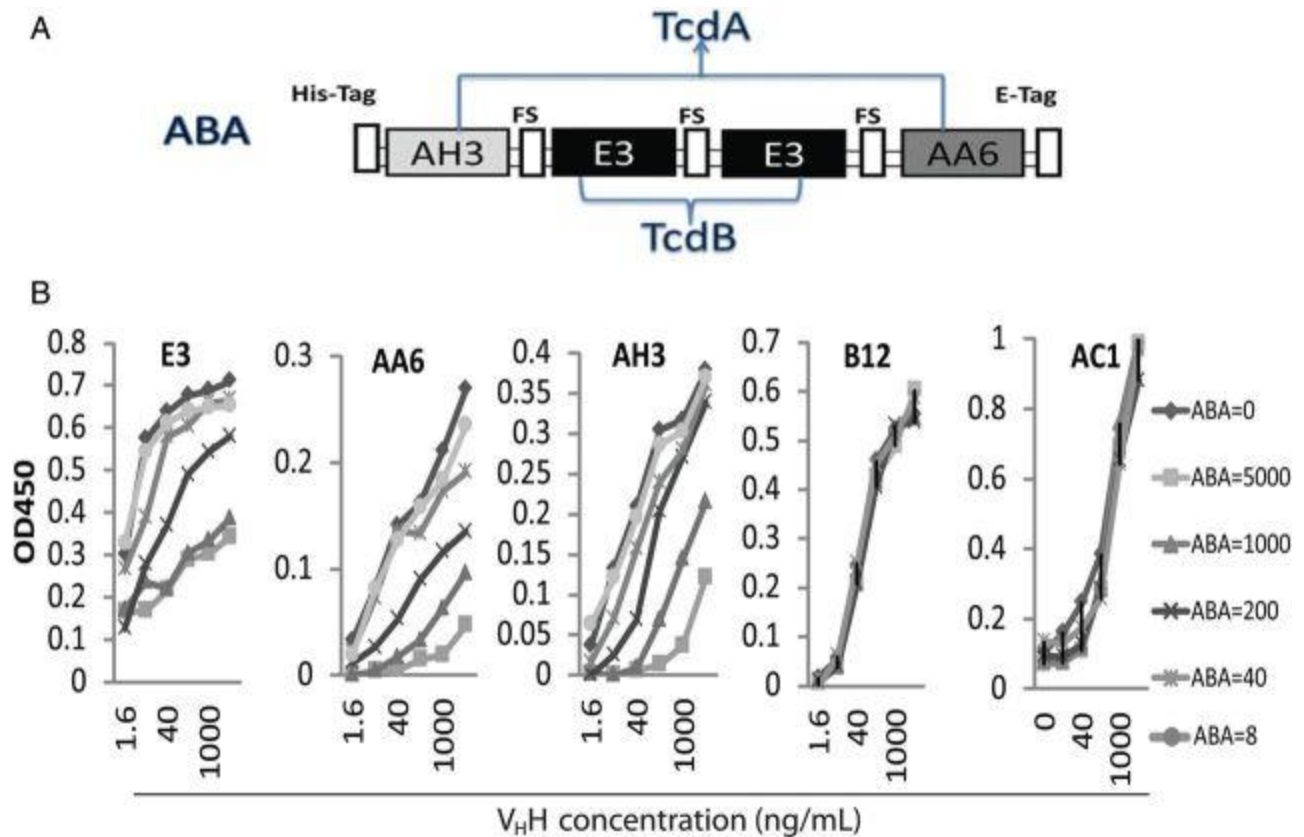 A
TcdA
His-Tag
E-Tag
FS
FS
FS
ABA
AH3
E3
E3
AA6
TcdB
B
OD450
E3
0.8
0.7
0.6
0.5
0.4
0.3
0.2
0.1
0
1.6
40
1000
AA6
0.3
0.2
0.1
0
1.6
40
1000
AH3
0.4
0.35
0.3
0.25
0.2
0.15
0.1
0.05
0
1.6
40
1000
B12
0.7
0.6
0.5
0.4
0.3
0.2
0.1
0
1.6
40
1000
AC1
1
0.8
0.6
0.4
0.2
0
0
40
1000
ABA=0
ABA=5000
ABA=1000
ABA=200
ABA=40
ABA=8
VHH concentration (ng/mL)